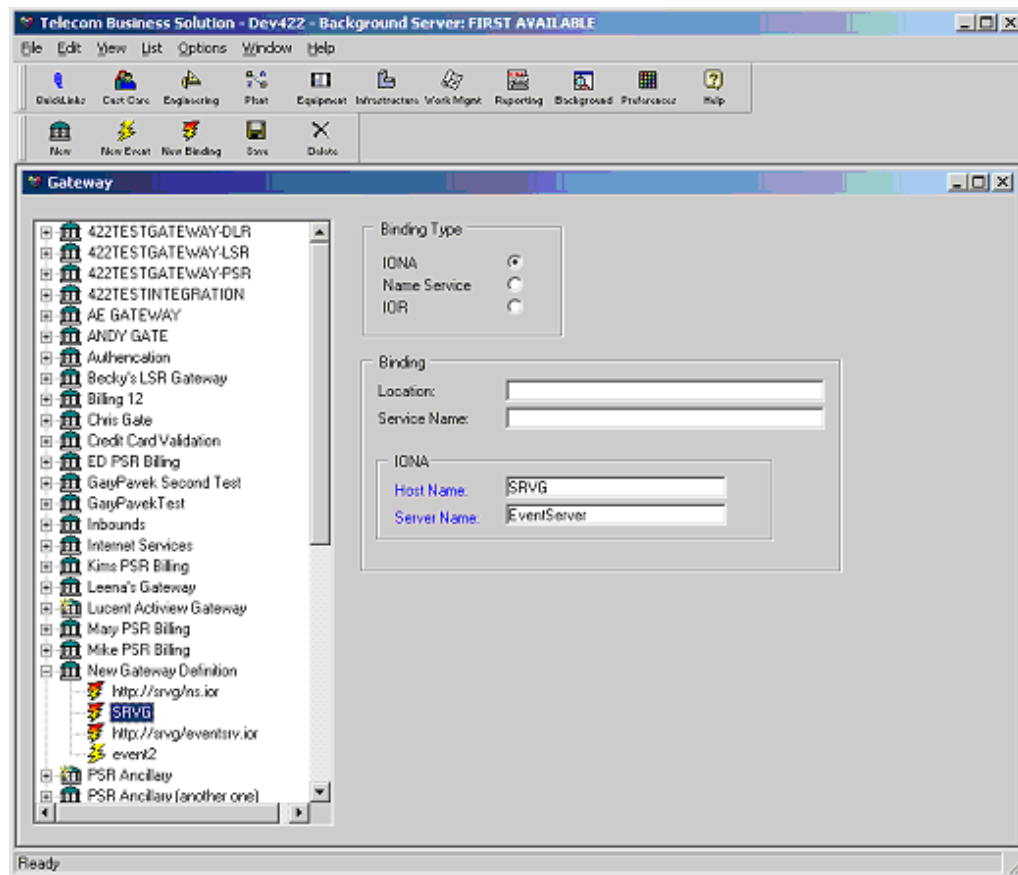 Telecom Business Solution - Dev422 - Background Server: FIRST AVAILABLE
File Edit View List Options Window Help
QuickLinks Cust Care Engineering Plant Equipment Infrastructure Work Mgmt Reporting Background Preferences Help
New New Event New Binding Save Delete
Gateway
422TESTGATEWAY-DLR
422TESTGATEWAY-LSR
422TESTGATEWAY-PSR
422TESTINTEGRATION
AE GATEWAY
ANDY GATE
Authencation
Becky's LSR Gateway
Billing 12
Chris Gate
Credit Card Validation
ED PSR Billing
GaryPavek Second Test
GaryPavekTest
Inbounds
Internet Services
Kims PSR Billing
Leena's Gateway
Lucent Actiview Gateway
Mary PSR Billing
Mike PSR Billing
New Gateway Definition
http://srvg/ns.ior
SRVG
http://srvg/eventsrv.ior
event2
PSR Ancillary
PSR Ancillary (another one)
Binding Type
IONA
Name Service
IOR
Binding
Location:
Service Name:
IONA
Host Name: SRVG
Server Name: EventServer
Ready